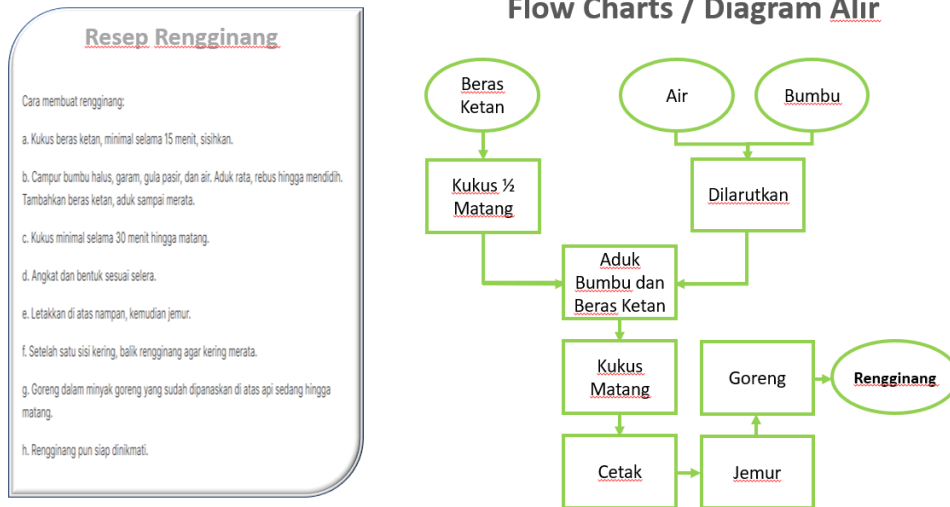 Resep Rengginang
Cara membuat rengginang:
a. Kukus beras ketan, minimal selama 15 menit, sisihkan.
b. Campur bumbu halus, garam, gula pasir, dan air. Aduk rata, rebus hingga mendidih.
Tambahkan beras ketan, aduk sampai merata.
c. Kukus minimal selama 30 menit hingga matang.
d. Angkat dan bentuk sesuai selera.
e. Letakkan di atas nampan, kemudian jemur.
f. Setelah satu sisi kering, balik rengginang agar kering merata.
g. Goreng dalam minyak goreng yang sudah dipanaskan di atas api sedang hingga
matang.
h. Rengginang pun siap dinikmati.
Flow Charts / Diagram Alir
Beras
Ketan
Air
Bumbu
Kukus ½
Matang
Dilarutkan
Aduk
Bumbu dan
Beras Ketan
Kukus
Matang
Goreng
Rengginang
Cetak
Jemur